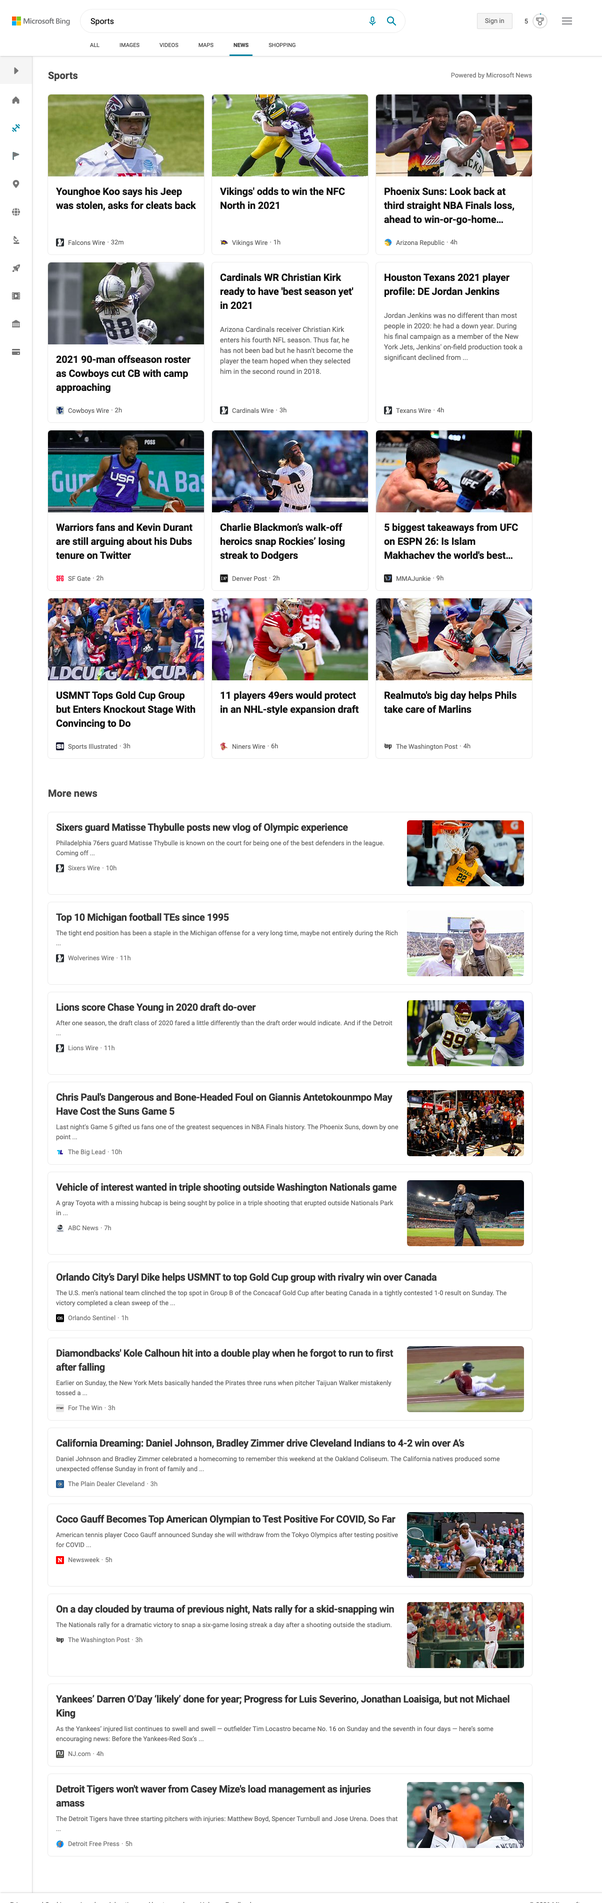 Microsoft Bing
Sports
Sign in
5
ALL IMAGES VIDEOS MAPS NEWS SHOPPING
Sports
Powered by Microsoft News
Younghoe Koo says his Jeep
was stolen, asks for cleats back
Falcons Wire · 32m
Vikings' odds to win the NFC
North in 2021
Vikings Wire · 1h
Phoenix Suns: Look back at
third straight NBA Finals loss,
ahead to win-or-go-home...
Arizona Republic · 4h
88
2021 90-man offseason roster
as Cowboys cut CB with camp
approaching
Cowboys Wire · 2h
Cardinals WR Christian Kirk
ready to have 'best season yet'
in 2021
Arizona Cardinals receiver Christian Kirk
enters his fourth NFL season. Thus far, he
has not been bad but he hasn't become the
player the team hoped when they selected
him in the second round in 2018.
Cardinals Wire · 3h
Houston Texans 2021 player
profile: DE Jordan Jenkins
Jordan Jenkins was no different than most
people in 2020: he had a down year. During
his final campaign as a member of the New
York Jets, Jenkins' on-field production took a
significant declined from ...
Texans Wire · 4h
USA
7
Warriors fans and Kevin Durant
are still arguing about his Dubs
tenure on Twitter
SF Gate · 2h
19
Charlie Blackmon's walk-off
heroics snap Rockies' losing
streak to Dodgers
Denver Post · 2h
5 biggest takeaways from UFC
on ESPN 26: Is Islam
Makhachev the world's best...
MMAJunkie · 9h
USMNT Tops Gold Cup Group
but Enters Knockout Stage With
Convincing to Do
Sports Illustrated · 3h
11 players 49ers would protect
in an NHL-style expansion draft
Niners Wire · 6h
Realmuto's big day helps Phils
take care of Marlins
The Washington Post · 4h
More news
Sixers guard Matisse Thybulle posts new vlog of Olympic experience
Philadelphia 76ers guard Matisse Thybulle is known on the court for being one of the best defenders in the league.
Coming off ...
Sixers Wire · 10h
Top 10 Michigan football TEs since 1995
The tight end position has been a staple in the Michigan offense for a very long time, maybe not entirely during the Rich
...
Wolverines Wire · 11h
Lions score Chase Young in 2020 draft do-over
After one season, the draft class of 2020 fared a little differently than the draft order would indicate. And if the Detroit
...
Lions Wire · 11h
99
Chris Paul's Dangerous and Bone-Headed Foul on Giannis Antetokounmpo May
Have Cost the Suns Game 5
Last night's Game 5 gifted us fans one of the greatest sequences in NBA Finals history. The Phoenix Suns, down by one
point ...
The Big Lead · 10h
Vehicle of interest wanted in triple shooting outside Washington Nationals game
A gray Toyota with a missing hubcap is being sought by police in a triple shooting that erupted outside Nationals Park
in ...
ABC News · 7h
Orlando City's Daryl Dike helps USMNT to top Gold Cup group with rivalry win over Canada
The U.S. men's national team clinched the top spot in Group B of the Concacaf Gold Cup after beating Canada in a tightly contested 1-0 result on Sunday. The
victory completed a clean sweep of the ...
Orlando Sentinel · 1h
Diamondbacks' Kole Calhoun hit into a double play when he forgot to run to first
after falling
Earlier on Sunday, the New York Mets basically handed the Pirates three runs when pitcher Taijuan Walker mistakenly
tossed a ...
For The Win · 3h
California Dreaming: Daniel Johnson, Bradley Zimmer drive Cleveland Indians to 4-2 win over A's
Daniel Johnson and Bradley Zimmer celebrated a homecoming to remember this weekend at the Oakland Coliseum. The California natives produced some
unexpected offense Sunday in front of family and ...
The Plain Dealer Cleveland · 3h
Coco Gauff Becomes Top American Olympian to Test Positive For COVID, So Far
American tennis player Coco Gauff announced Sunday she will withdraw from the Tokyo Olympics after testing positive
for COVID ...
Newsweek · 5h
On a day clouded by trauma of previous night, Nats rally for a skid-snapping win
The Nationals rally for a dramatic victory to snap a six-game losing streak a day after a shooting outside the stadium.
The Washington Post · 3h
Yankees' Darren O'Day 'likely' done for year; Progress for Luis Severino, Jonathan Loaisiga, but not Michael
King
As the Yankees' injured list continues to swell and swell — outfielder Tim Locastro became No. 16 on Sunday and the seventh in four days — here's some
encouraging news: Before the Yankees-Red Sox's ...
NJ.com · 4h
Detroit Tigers won't waver from Casey Mize's load management as injuries
amass
The Detroit Tigers have three starting pitchers with injuries: Matthew Boyd, Spencer Turnbull and Jose Urena. Does that
...
Detroit Free Press · 5h